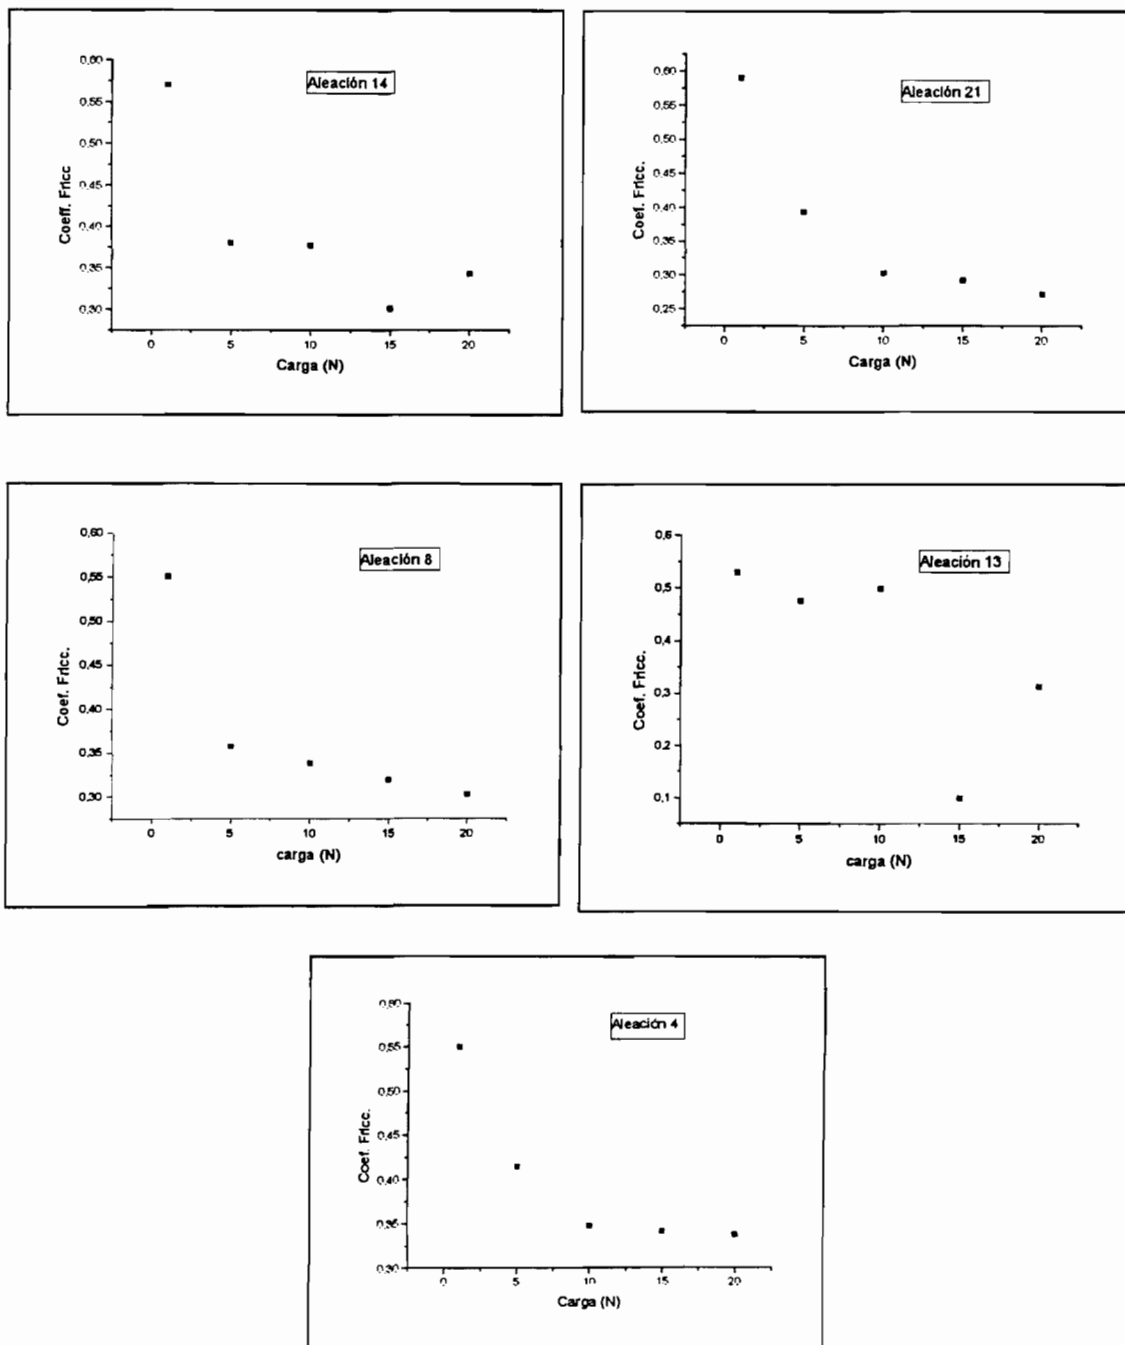 Aleación 14
Coeff. Fricc
0,60
0,55
0,50
0,45
0,40
0,35
0,30
0 5 10 15 20
Carga (N)
Aleación 21
Coef. Fricc.
0,60
0,55
0,50
0,45
0,40
0,35
0,30
0,25
0 5 10 15 20
Carga (N)
Aleación 8
Coef. Fricc.
0,60
0,55
0,50
0,45
0,40
0,35
0,30
0 5 10 15 20
carga (N)
Aleación 13
Coef. Fricc.
0,6
0,5
0,4
0,3
0,2
0,1
0 5 10 15 20
carga (N)
Aleación 4
Coef. Fricc.
0,60
0,55
0,50
0,45
0,40
0,35
0,30
0 5 10 15 20
Carga (N)